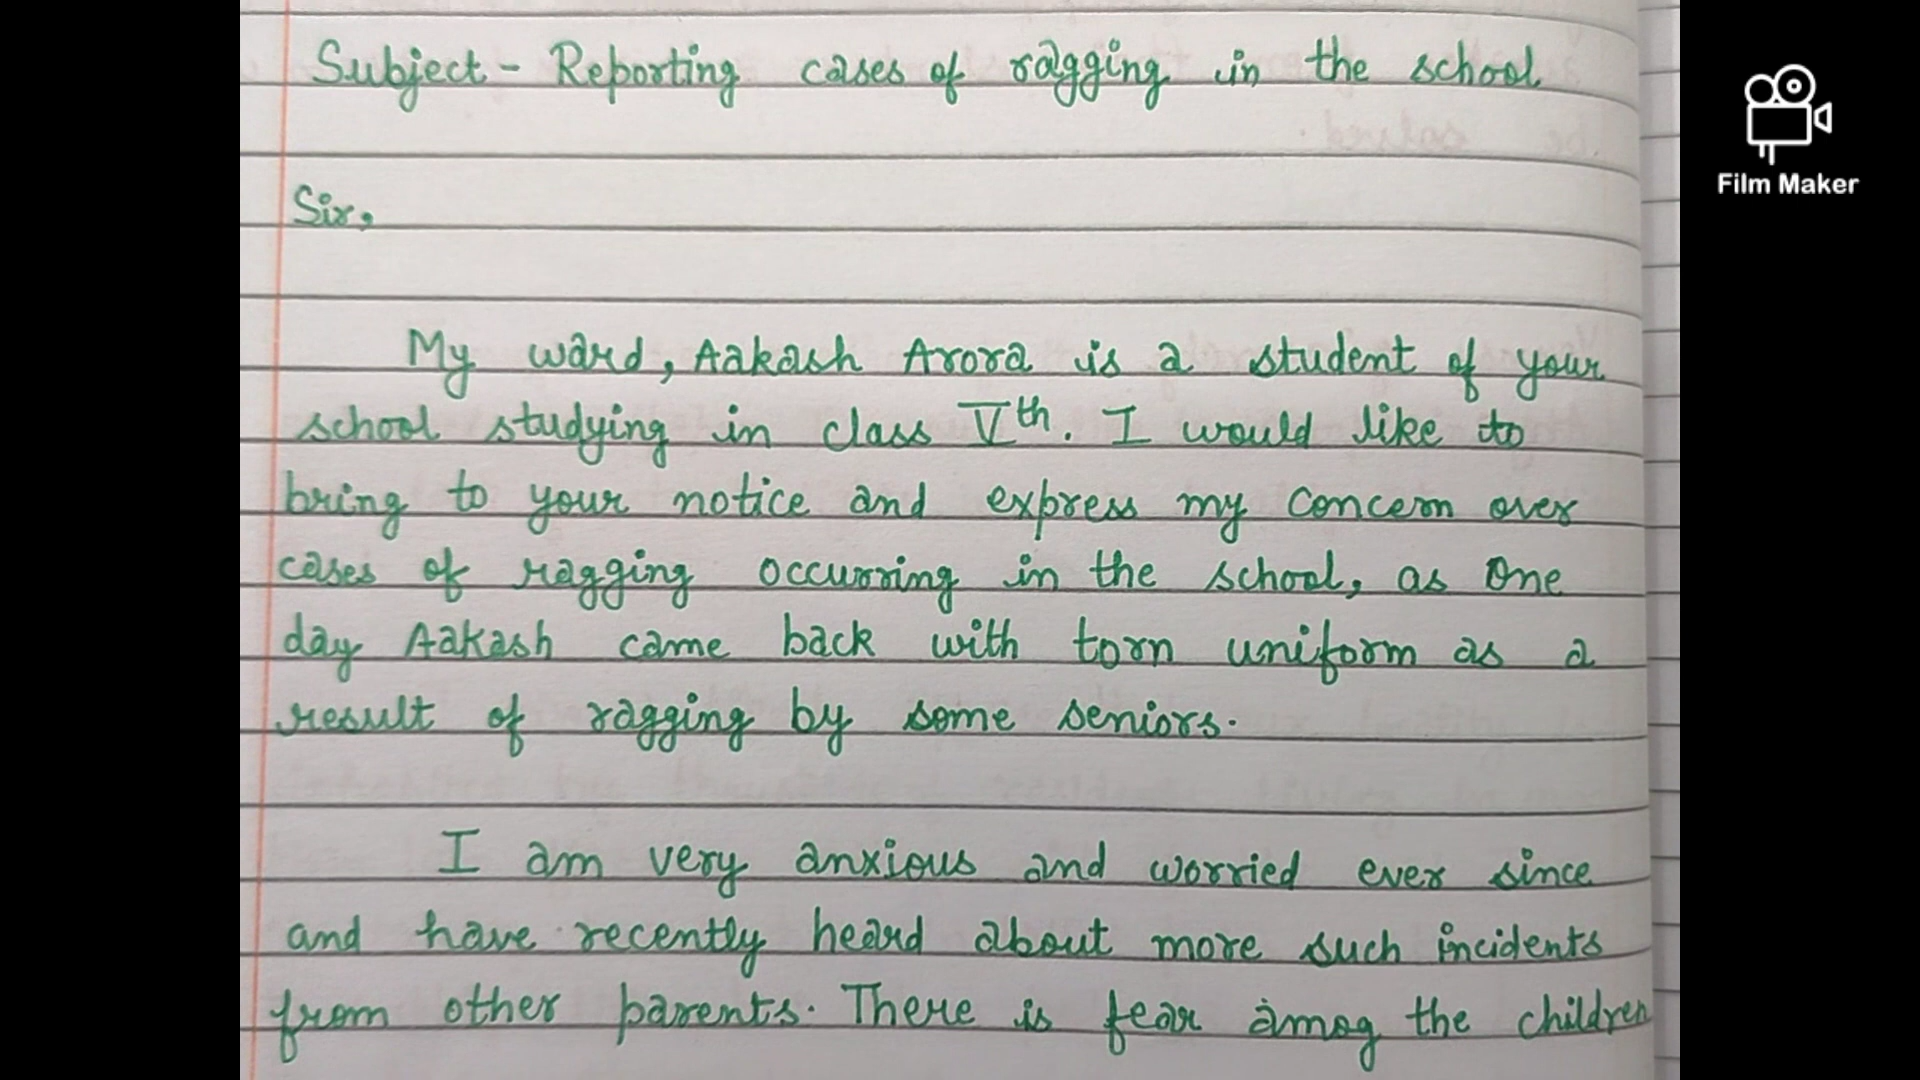 Subject - Reporting cases of ragging in the school
Film Maker
Sir,
My ward, Aakash Arora is a student of your
school studying in class Vth. I would like to
bring to your notice and express my concern over
cases of ragging occurring in the school, as one
day Aakash came back with torn uniform as a
result of ragging by some seniors.
I am very anxious and worried ever since
and have recently heard about more such incidents
from other parents. There is fear amog the children